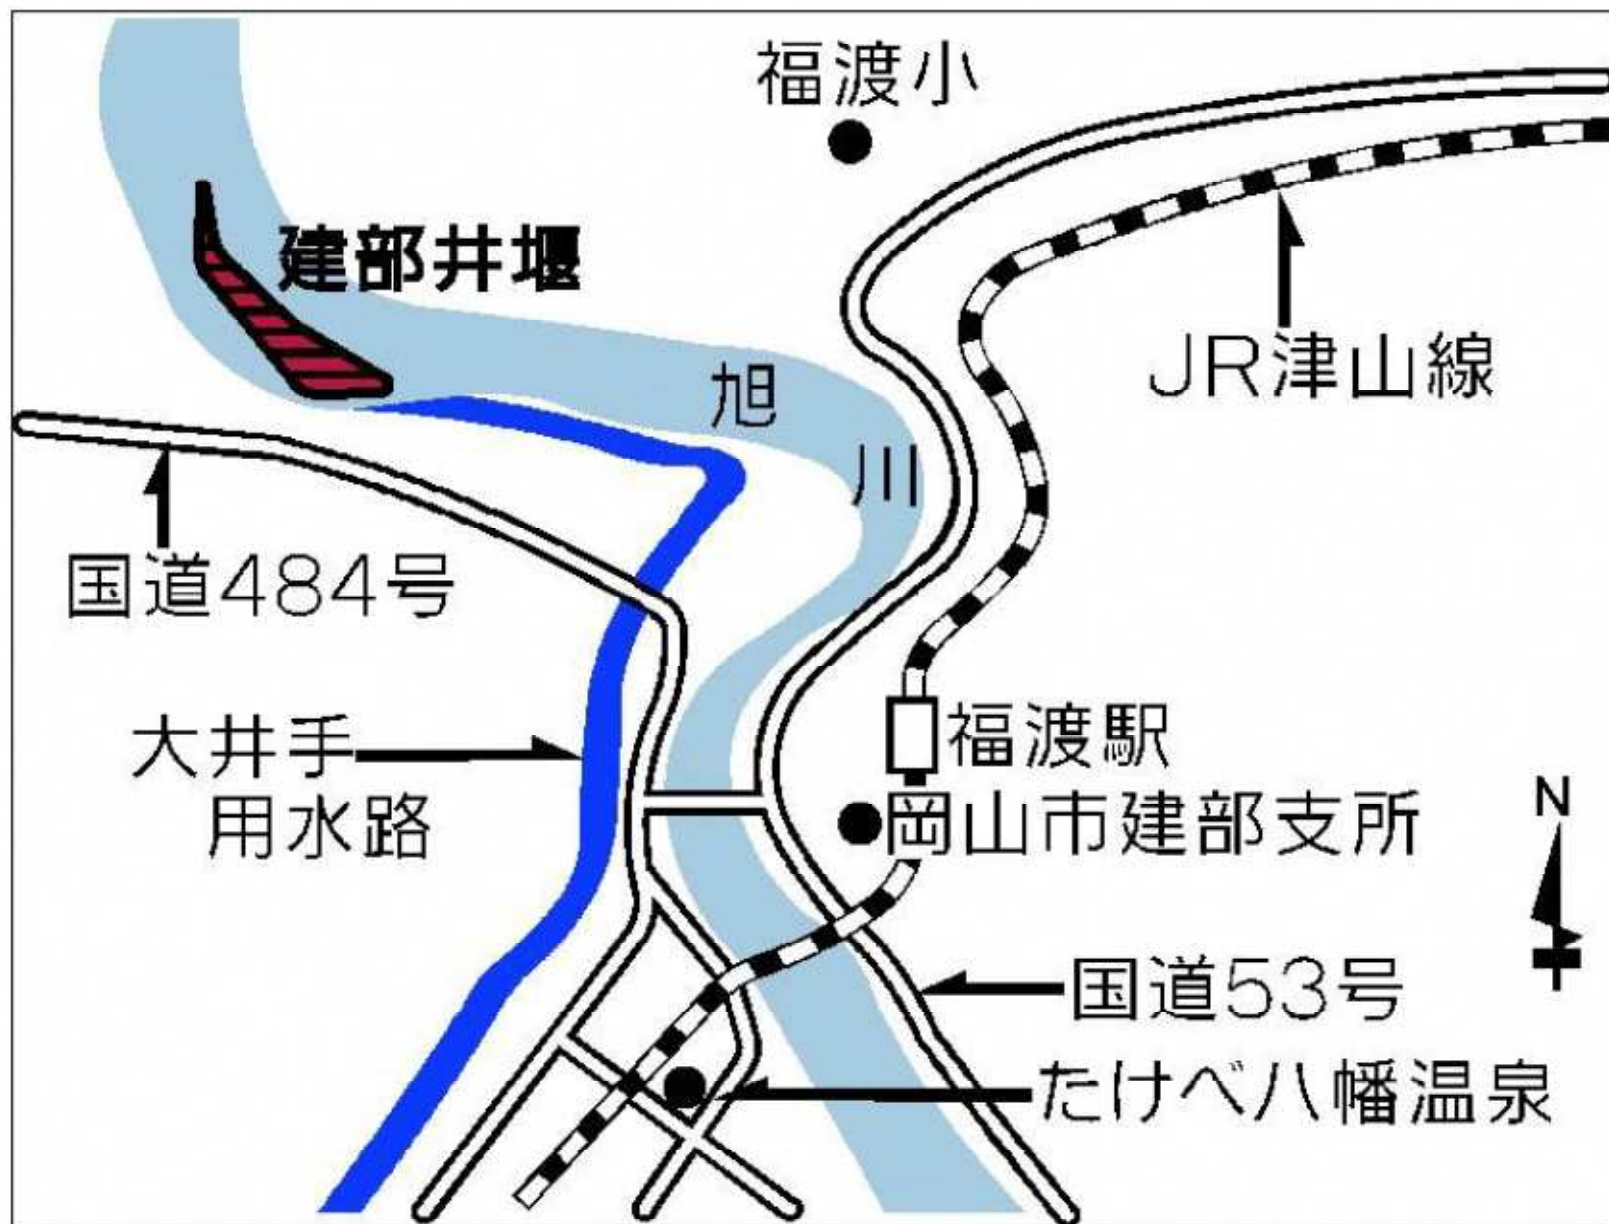 福渡小
建部井堰
JR津山線
旭
川
国道484号
大井手
用水路
福渡駅
岡山市建部支所
N
国道53号
たけべ八幡温泉